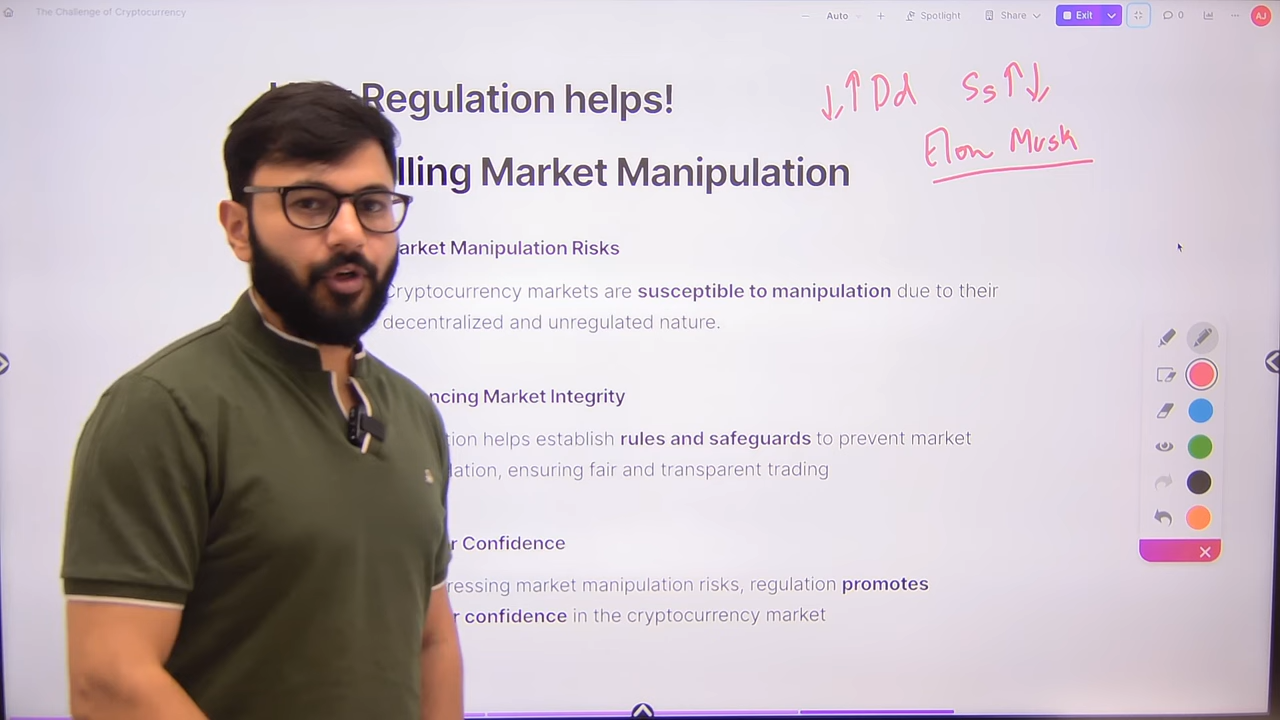 The Challenge of Cryptocurrency
Auto
Spotlight
Share
Exit
0
AJ
Regulation helps!
↓↑Dd Ss↑↓
Elon Musk
lling Market Manipulation
arket Manipulation Risks
Cryptocurrency markets are susceptible to manipulation due to their
decentralized and unregulated nature.
ncing Market Integrity
tion helps establish rules and safeguards to prevent market
lation, ensuring fair and transparent trading
r Confidence
ressing market manipulation risks, regulation promotes
r confidence in the cryptocurrency market